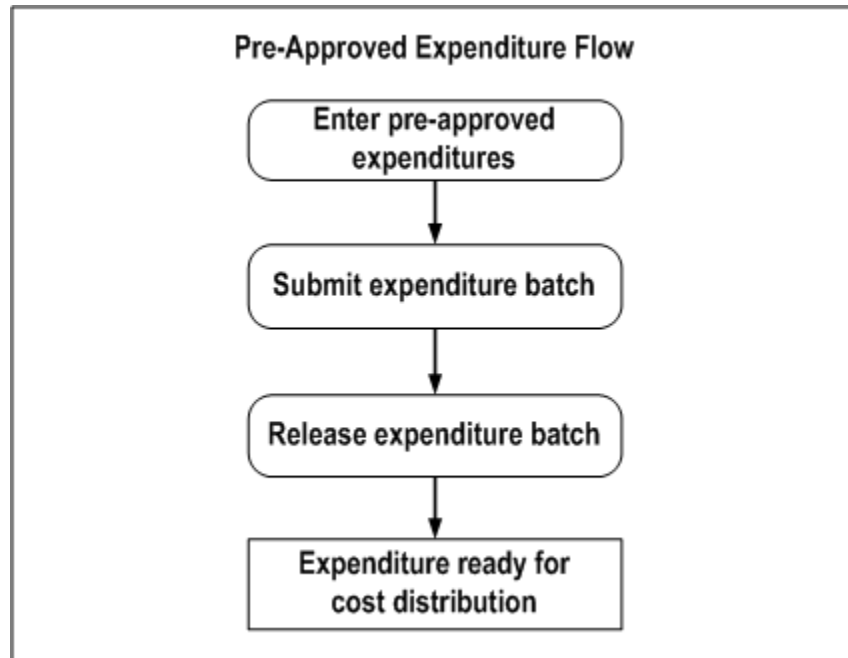 Pre-Approved Expenditure Flow
Enter pre-approved
expenditures
Submit expenditure batch
Release expenditure batch
Expenditure ready for
cost distribution